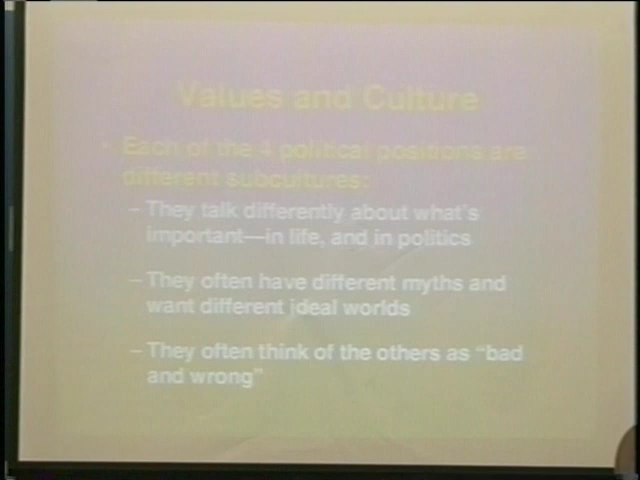 Values and Culture
• Each of the 4 political positions are
different subcultures:
– They talk differently about what's
important—in life, and in politics
– They often have different myths and
want different ideal worlds
– They often think of the others as "bad
and wrong"